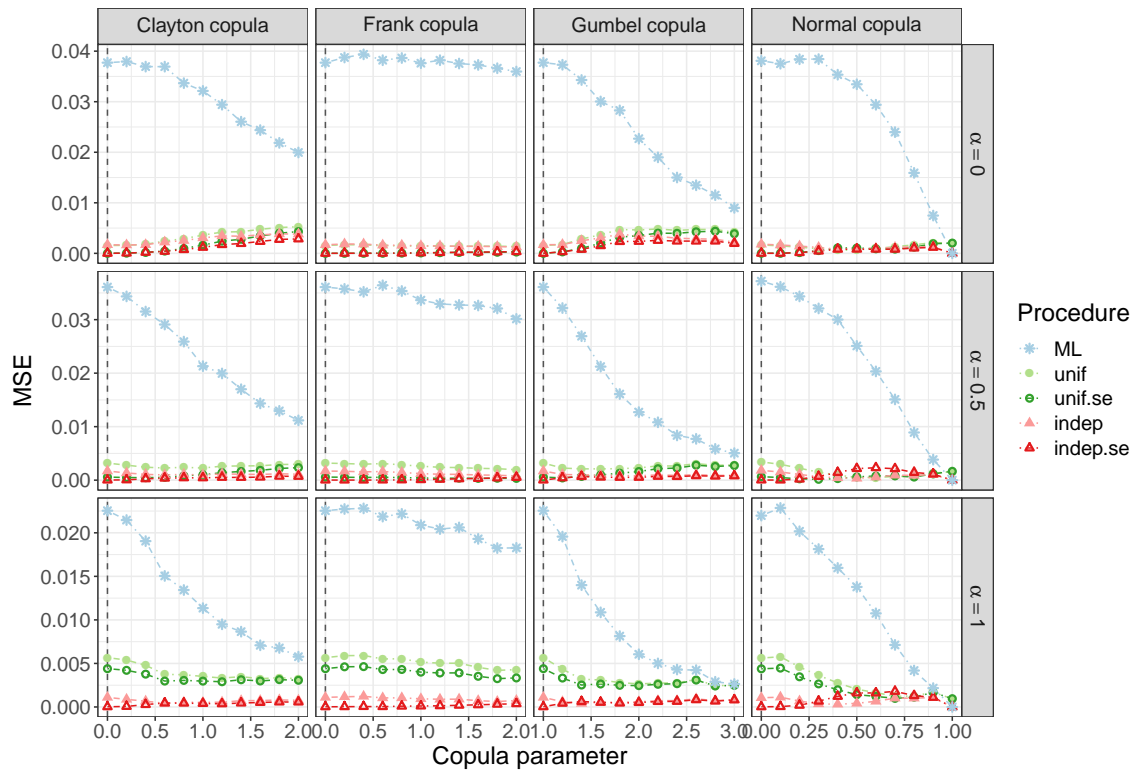 Clayton copula
Frank copula
Gumbel copula
Normal copula
0.04
0.03
0.02
0.01
0.00
α = 0
0.03
0.02
0.01
0.00
α = 0.5
0.020
0.015
0.010
0.005
0.000
α = 1
MSE
0.0 0.5 1.0 1.5 2.0
0.0 0.5 1.0 1.5 2.0
1.0 1.5 2.0 2.5 3.0
0.00 0.25 0.50 0.75 1.00
Copula parameter
Procedure
ML
unif
unif.se
indep
indep.se